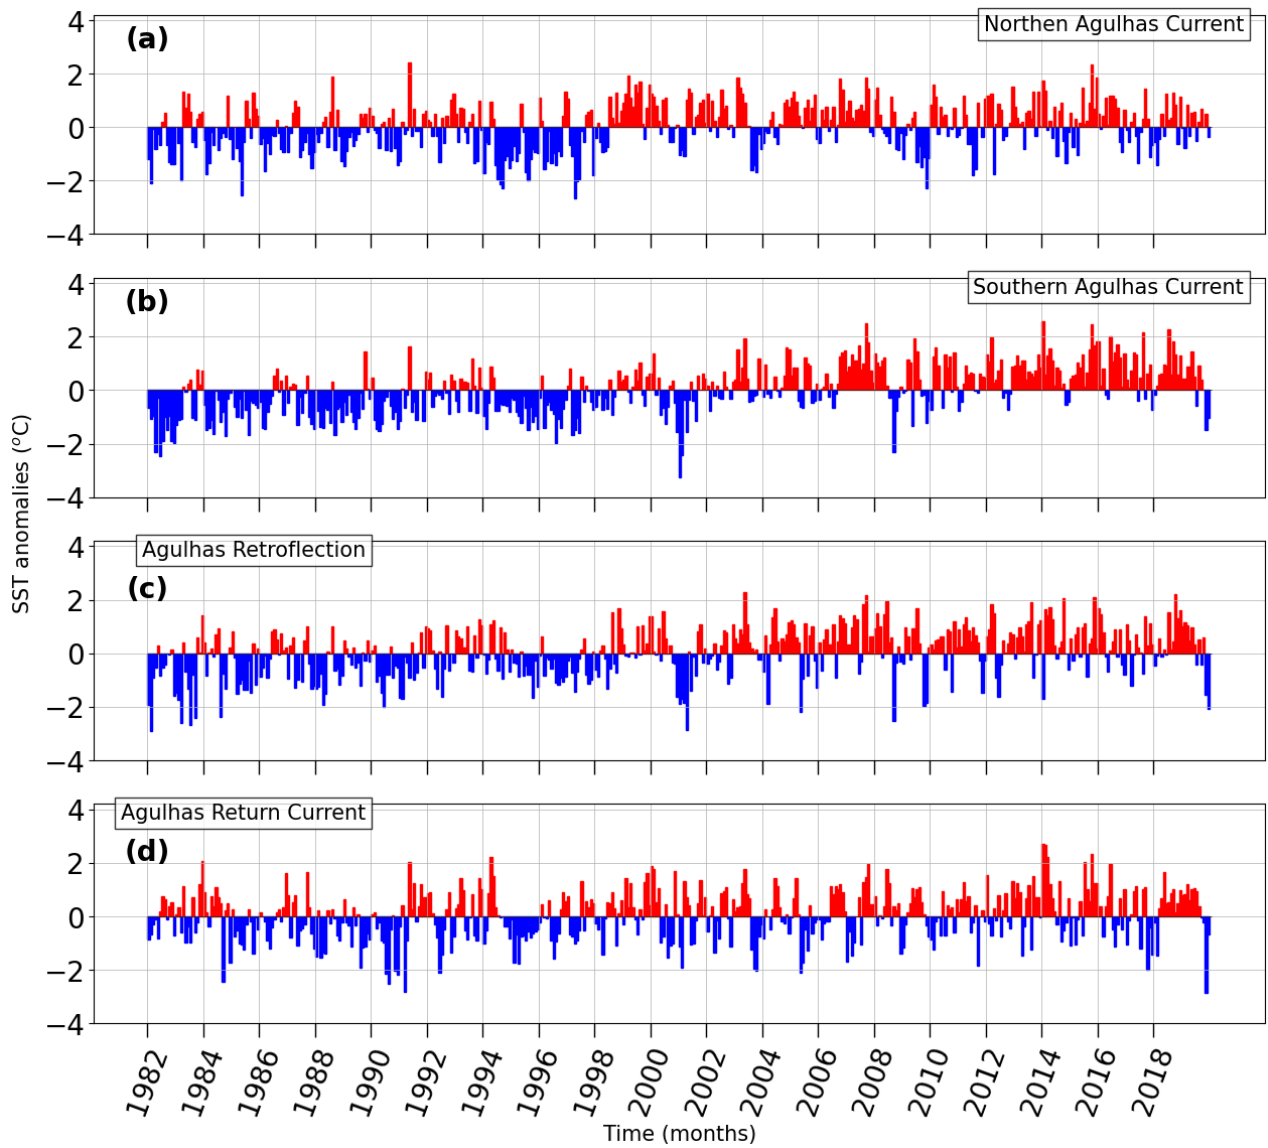 Northen Agulhas Current
(a)
4
2
0
−2
−4
Southern Agulhas Current
(b)
4
2
0
−2
−4
Agulhas Retroflection
(c)
4
2
0
−2
−4
Agulhas Return Current
(d)
4
2
0
−2
−4
SST anomalies (°C)
1982 1984 1986 1988 1990 1992 1994 1996 1998 2000 2002 2004 2006 2008 2010 2012 2014 2016 2018
Time (months)